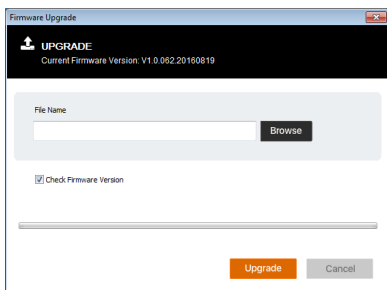 Firmware Upgrade
UPGRADE
Current Firmware Version: V1.0.062.20160819
File Name
Browse
Check Firmware Version
Upgrade
Cancel